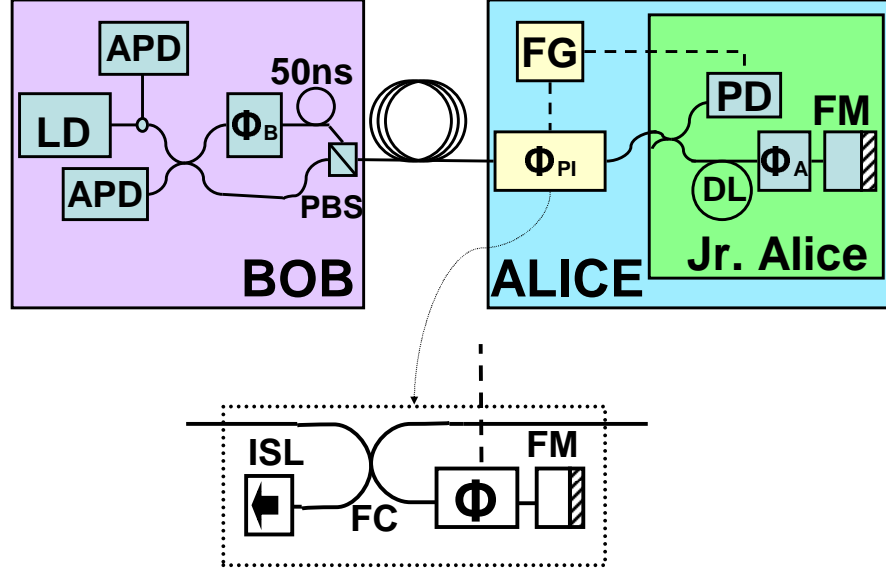 APD
50ns
LD
ΦB
APD
PBS
BOB
FG
PD
FM
ΦPI
ΦA
DL
Jr. Alice
ALICE
ISL
FM
Φ
FC